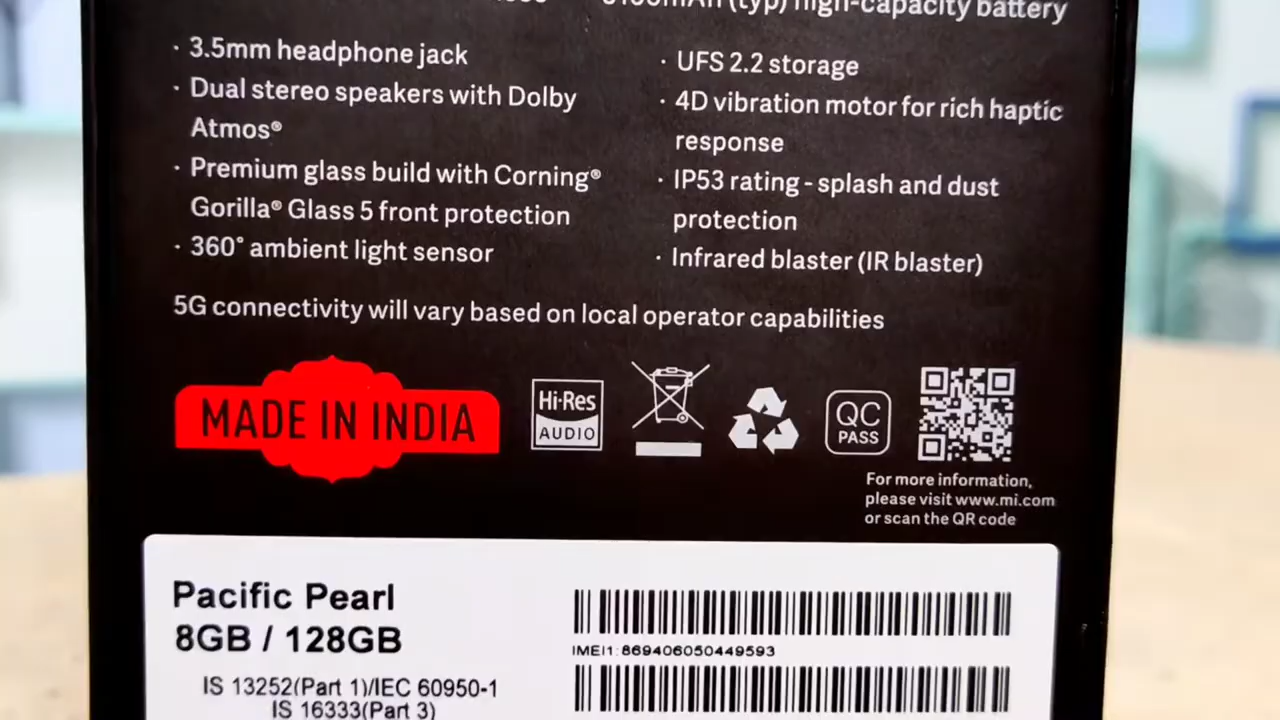 (typ) high-capacity battery
· 3.5mm headphone jack
· Dual stereo speakers with Dolby
Atmos®
· Premium glass build with Corning®
Gorilla® Glass 5 front protection
· 360° ambient light sensor
· UFS 2.2 storage
· 4D vibration motor for rich haptic
response
· IP53 rating - splash and dust
protection
· Infrared blaster (IR blaster)
5G connectivity will vary based on local operator capabilities
MADE IN INDIA
Hi-Res
AUDIO
QC
PASS
For more information,
please visit www.mi.com
or scan the QR code
Pacific Pearl
8GB / 128GB
IS 13252(Part 1)/IEC 60950-1
IS 16333(Part 3)
IMEI1: 869406050449593